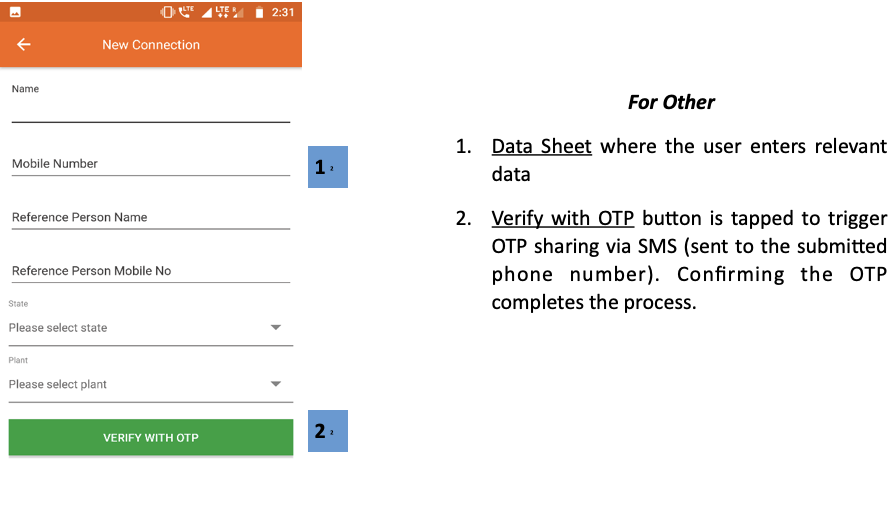 LTE LTE R 2:31
New Connection
Name
Mobile Number
Reference Person Name
Reference Person Mobile No
State
Please select state
Plant
Please select plant
VERIFY WITH OTP
1 2
2 2
For Other
1. Data Sheet where the user enters relevant
data
2. Verify with OTP button is tapped to trigger
OTP sharing via SMS (sent to the submitted
phone number). Confirming the OTP
completes the process.